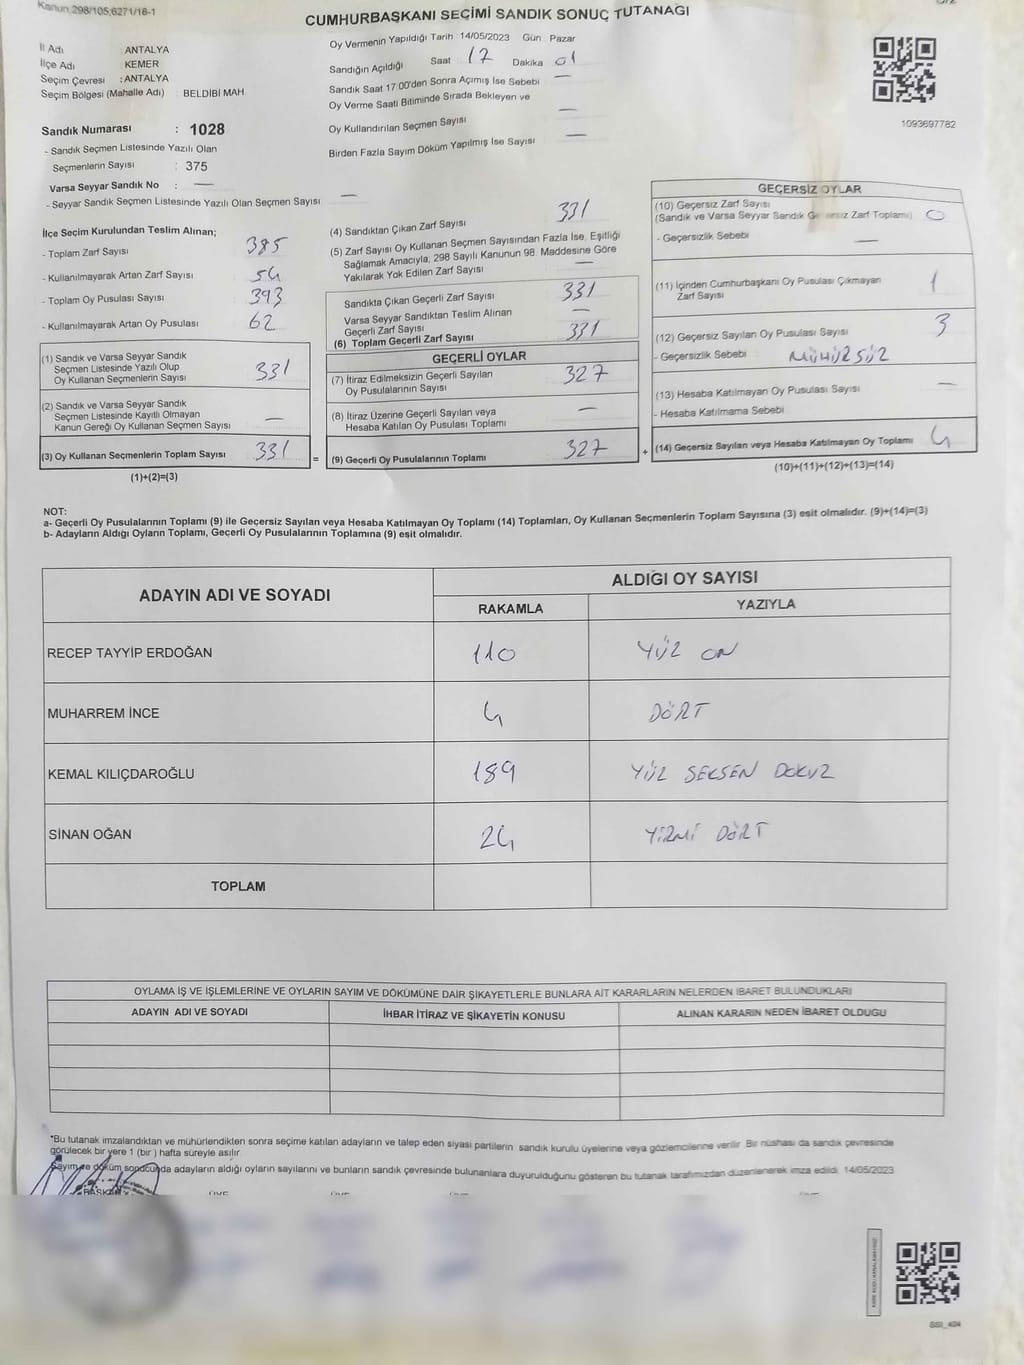 Kanun,298/105,6271/16-1
CUMHURBAŞKANI SEÇİMİ SANDIK SONUÇ TUTANAĞI
İl Adı : ANTALYA
İlçe Adı : KEMER
Seçim Çevresi : ANTALYA
Seçim Bölgesi (Mahalle Adı) : BELDİBİ MAH.
Sandık Numarası : 1028
- Sandık Seçmen Listesinde Yazılı Olan
Seçmenlerin Sayısı : 375
Varsa Seyyar Sandık No : —
- Seyyar Sandık Seçmen Listesinde Yazılı Olan Seçmen Sayısı —
Oy Vermenin Yapıldığı Tarih :14/05/2023 Gün Pazar
Sandığın Açıldığı Saat 17 Dakika 01
Sandık Saat 17:00'den Sonra Açımış İse Sebebi —
Oy Verme Saati Bitiminde Sırada Bekleyen ve
Oy Kullandırılan Seçmen Sayısı —
Birden Fazla Sayım Döküm Yapılmış İse Sayısı —
1093697782
İlçe Seçim Kurulundan Teslim Alınan;
- Toplam Zarf Sayısı 385
- Kullanılmayarak Artan Zarf Sayısı 54
- Toplam Oy Pusulası Sayısı 393
- Kullanılmayarak Artan Oy Pusulası 62
(1) Sandık ve Varsa Seyyar Sandık
Seçmen Listesinde Yazılı Olup
Oy Kullanan Seçmenlerin Sayısı 331
(2) Sandık ve Varsa Seyyar Sandık
Seçmen Listesinde Kayıtlı Olmayan
Kanun Gereği Oy Kullanan Seçmen Sayısı —
(3) Oy Kullanan Seçmenlerin Toplam Sayısı 331
(1)+(2)=(3)
(4) Sandıktan Çıkan Zarf Sayısı 331
(5) Zarf Sayısı Oy Kullanan Seçmen Sayısından Fazla İse, Eşitliği
Sağlamak Amacıyla; 298 Sayılı Kanunun 98. Maddesine Göre
Yakılarak Yok Edilen Zarf Sayısı —
Sandıkta Çıkan Geçerli Zarf Sayısı 331
Varsa Seyyar Sandıktan Teslim Alınan
Geçerli Zarf Sayısı —
(6) Toplam Geçerli Zarf Sayısı 331
GEÇERLİ OYLAR
(7) İtiraz Edilmeksizin Geçerli Sayılan
Oy Pusulalarının Sayısı 327
(8) İtiraz Üzerine Geçerli Sayılan veya
Hesaba Katılan Oy Pusulası Toplamı —
= (9) Geçerli Oy Pusulalarının Toplamı 327
GEÇERSİZ OYLAR
(10) Geçersiz Zarf Sayısı
(Sandık ve Varsa Seyyar Sandık Geçersiz Zarf Toplamı) 0
- Geçersizlik Sebebi —
(11) İçinden Cumhurbaşkanı Oy Pusulası Çıkmayan
Zarf Sayısı 1
(12) Geçersiz Sayılan Oy Pusulası Sayısı 3
- Geçersizlik Sebebi MÜHÜRSÜZ
(13) Hesaba Katılmayan Oy Pusulası Sayısı —
- Hesaba Katılmama Sebebi
+ (14) Geçersiz Sayılan veya Hesaba Katılmayan Oy Toplamı 4
(10)+(11)+(12)+(13)=(14)
NOT:
a- Geçerli Oy Pusulalarının Toplamı (9) ile Geçersiz Sayılan veya Hesaba Katılmayan Oy Toplamı (14) Toplamları, Oy Kullanan Seçmenlerin Toplam Sayısına (3) eşit olmalıdır. (9)+(14)=(3)
b- Adayların Aldığı Oyların Toplamı, Geçerli Oy Pusulalarının Toplamına (9) eşit olmalıdır.
ADAYIN ADI VE SOYADI
ALDIĞI OY SAYISI
RAKAMLA YAZIYLA
RECEP TAYYİP ERDOĞAN 110 YÜZ ON
MUHARREM İNCE 4 DÖRT
KEMAL KILIÇDAROĞLU 189 YÜZ SEKSEN DOKUZ
SİNAN OĞAN 24 YİRMİ DÖRT
TOPLAM
OYLAMA İŞ VE İŞLEMLERİNE VE OYLARIN SAYIM VE DÖKÜMÜNE DAİR ŞİKAYETLERLE BUNLARA AİT KARARLARIN NELERDEN İBARET BULUNDUKLARI
ADAYIN ADI VE SOYADI İHBAR İTİRAZ VE ŞİKAYETİN KONUSU ALINAN KARARIN NEDEN İBARET OLDUĞU
*Bu tutanak imzalandıktan ve mühürlendikten sonra seçime katılan adayların ve talep eden siyasi partilerin sandık kurulu üyelerine veya gözlemcilerine verilir. Bir nüshası da sandık çevresinde
görülecek bir yere 1 (bir ) hafta süreyle asılır.
Sayım ve döküm sonucunda adayların aldığı oyların sayılarını ve bunların sandık çevresinde bulunanlara duyurulduğunu gösteren bu tutanak tarafımızdan düzenlenerek imza edildi. 14/05/2023
BAŞKAN